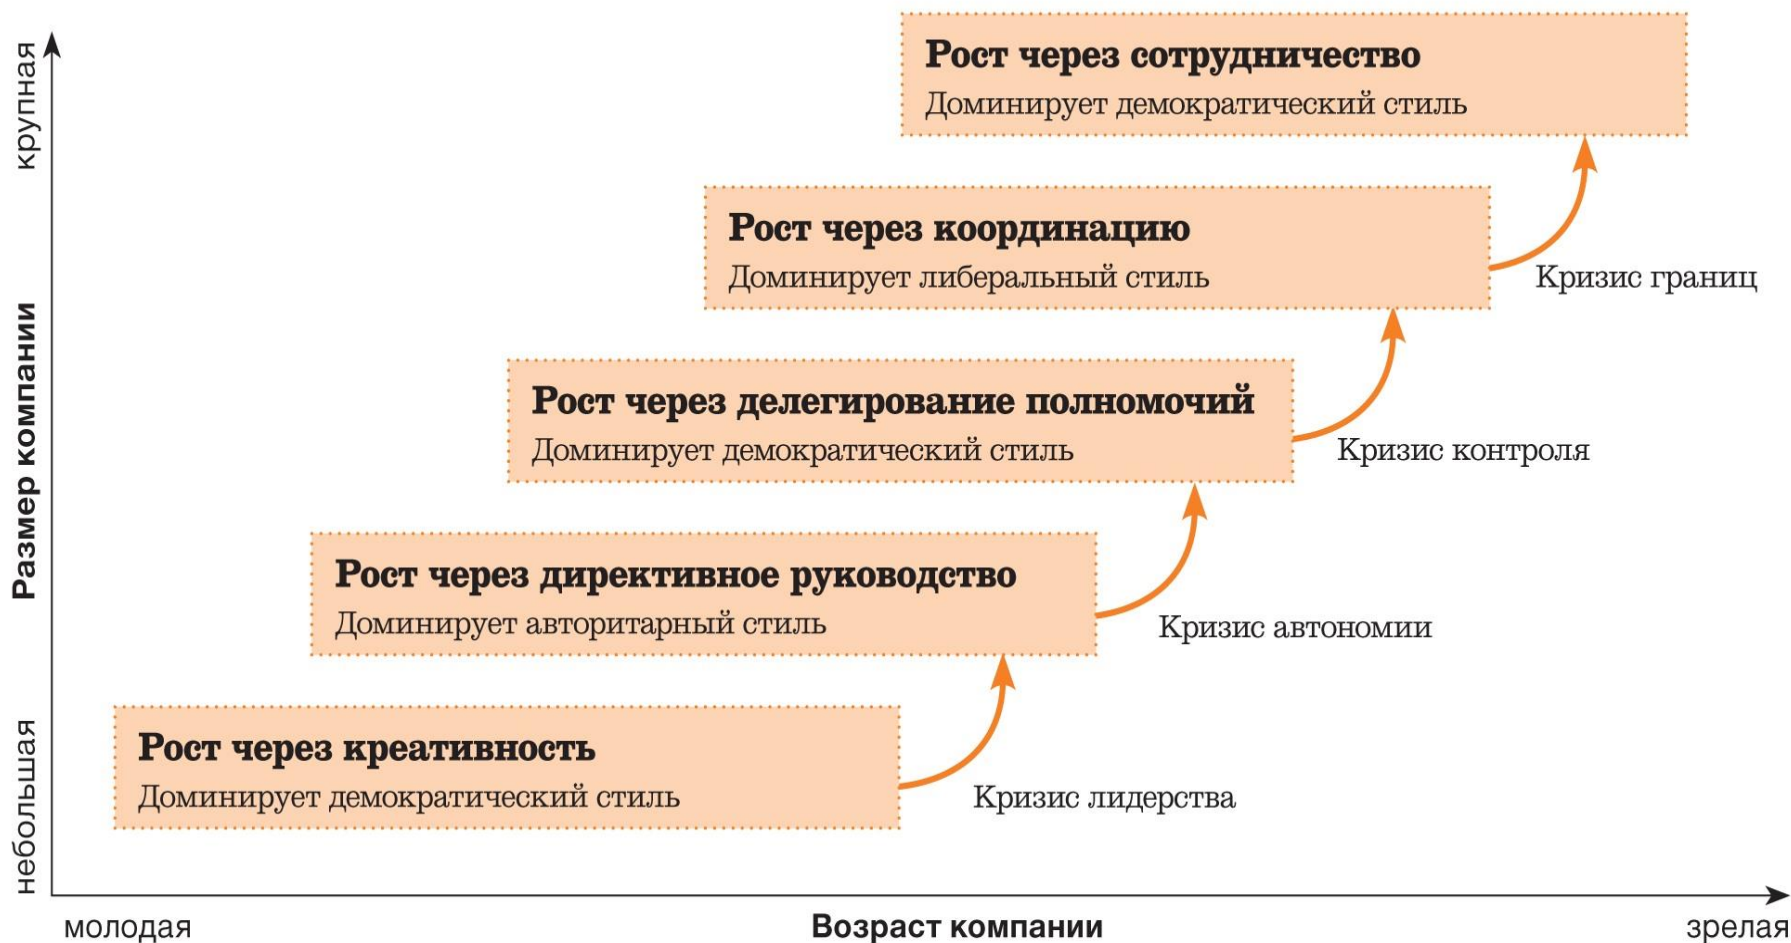 крупная
Размер компании
небольшая
Рост через сотрудничество
Доминирует демократический стиль
Рост через координацию
Доминирует либеральный стиль
Кризис границ
Рост через делегирование полномочий
Доминирует демократический стиль
Кризис контроля
Рост через директивное руководство
Доминирует авторитарный стиль
Кризис автономии
Рост через креативность
Доминирует демократический стиль
Кризис лидерства
молодая
Возраст компании
зрелая